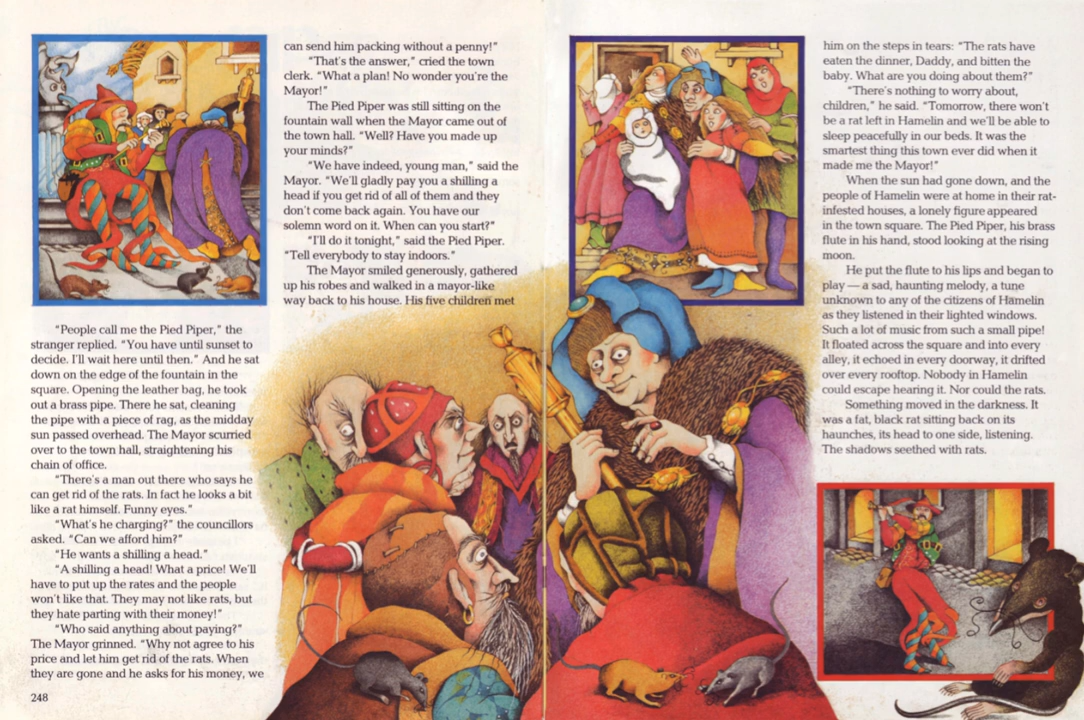 "People call me the Pied Piper," the
stranger replied. "You have until sunset to
decide. I'll wait here until then." And he sat
down on the edge of the fountain in the
square. Opening the leather bag, he took
out a brass pipe. There he sat, cleaning
the pipe with a piece of rag, as the midday
sun passed overhead. The Mayor scurried
over to the town hall, straightening his
chain of office.
"There's a man out there who says he
can get rid of the rats. In fact he looks a bit
like a rat himself. Funny eyes."
"What's he charging?" the councillors
asked. "Can we afford him?"
"He wants a shilling a head."
"A shilling a head! What a price! We'll
have to put up the rates and the people
won't like that. They may not like rats, but
they hate parting with their money!"
"Who said anything about paying?"
The Mayor grinned. "Why not agree to his
price and let him get rid of the rats. When
they are gone and he asks for his money, we
248
can send him packing without a penny!"
"That's the answer," cried the town
clerk. "What a plan! No wonder you're the
Mayor!"
The Pied Piper was still sitting on the
fountain wall when the Mayor came out of
the town hall. "Well? Have you made up
your minds?"
"We have indeed, young man," said the
Mayor. "We'll gladly pay you a shilling a
head if you get rid of all of them and they
don't come back again. You have our
solemn word on it. When can you start?"
"I'll do it tonight," said the Pied Piper.
"Tell everybody to stay indoors."
The Mayor smiled generously, gathered
up his robes and walked in a mayor-like
way back to his house. His five children met
him on the steps in tears: "The rats have
eaten the dinner, Daddy, and bitten the
baby. What are you doing about them?"
"There's nothing to worry about,
children," he said. "Tomorrow, there won't
be a rat left in Hamelin and we'll be able to
sleep peacefully in our beds. It was the
smartest thing this town ever did when it
made me the Mayor!"
When the sun had gone down, and the
people of Hamelin were at home in their rat-
infested houses, a lonely figure appeared
in the town square. The Pied Piper, his brass
flute in his hand, stood looking at the rising
moon.
He put the flute to his lips and began to
play — a sad, haunting melody, a tune
unknown to any of the citizens of Hamelin
as they listened in their lighted windows.
Such a lot of music from such a small pipe!
It floated across the square and into every
alley, it echoed in every doorway, it drifted
over every rooftop. Nobody in Hamelin
could escape hearing it. Nor could the rats.
Something moved in the darkness. It
was a fat, black rat sitting back on its
haunches, its head to one side, listening.
The shadows seethed with rats.